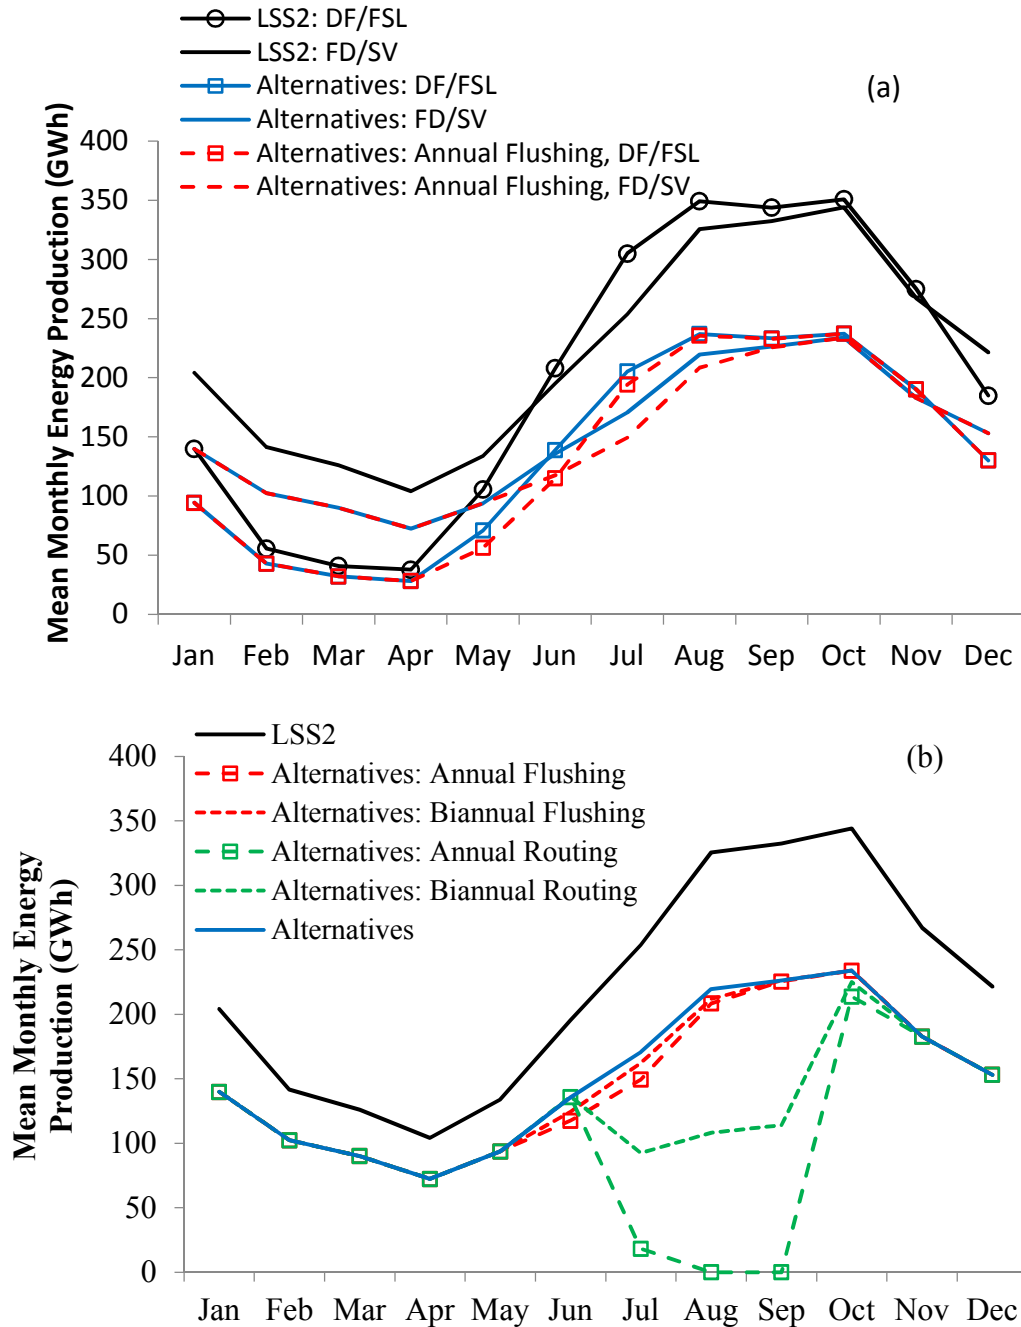 LSS2: DF/FSL
LSS2: FD/SV
Alternatives: DF/FSL
Alternatives: FD/SV
Alternatives: Annual Flushing, DF/FSL
Alternatives: Annual Flushing, FD/SV
(a)
Mean Monthly Energy Production (GWh)
400
350
300
250
200
150
100
50
0
Jan Feb Mar Apr May Jun Jul Aug Sep Oct Nov Dec
LSS2
Alternatives: Annual Flushing
Alternatives: Biannual Flushing
Alternatives: Annual Routing
Alternatives: Biannual Routing
Alternatives
(b)
Mean Monthly Energy
Production (GWh)
400
350
300
250
200
150
100
50
0
Jan Feb Mar Apr May Jun Jul Aug Sep Oct Nov Dec